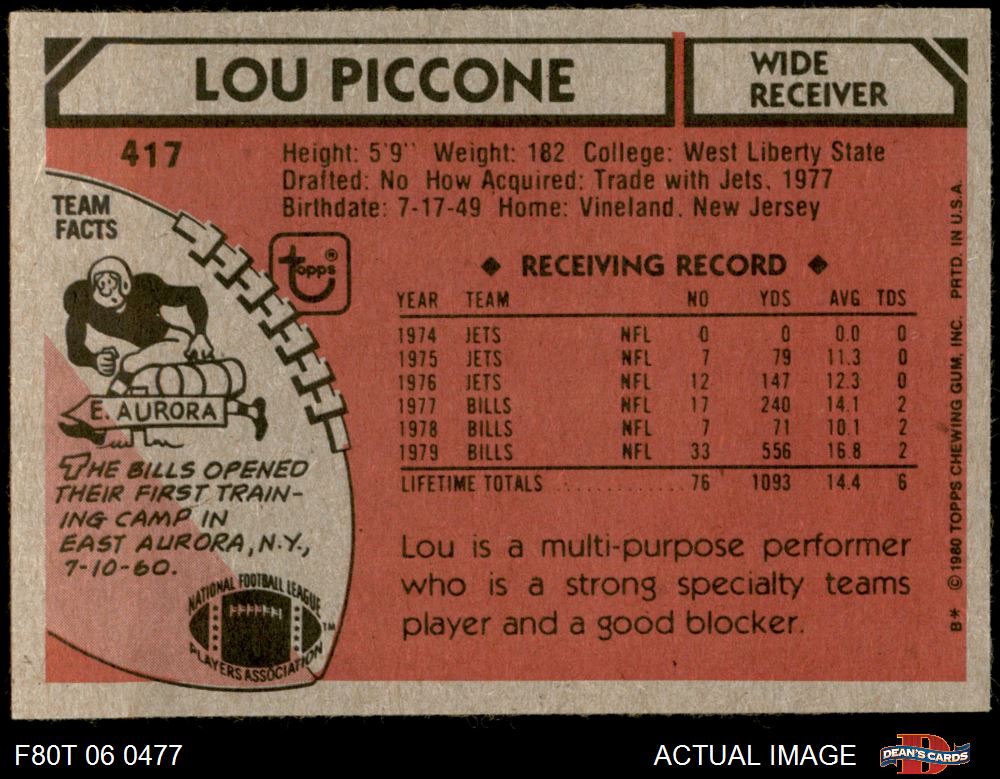 LOU PICCONE
WIDE
RECEIVER
417
Height: 5'9" Weight: 182 College: West Liberty State
Drafted: No How Acquired: Trade with Jets, 1977
Birthdate: 7-17-49 Home: Vineland, New Jersey
TEAM
FACTS
topps®
E. AURORA
THE BILLS OPENED
THEIR FIRST TRAIN-
ING CAMP IN
EAST AURORA, N.Y.,
7-10-60.
NATIONAL FOOTBALL LEAGUE
PLAYERS ASSOCIATION
TM
◆ RECEIVING RECORD ◆
YEAR TEAM NO YDS AVG TDS
1974 JETS NFL 0 0 0.0 0
1975 JETS NFL 7 79 11.3 0
1976 JETS NFL 12 147 12.3 0
1977 BILLS NFL 17 240 14.1 2
1978 BILLS NFL 7 71 10.1 2
1979 BILLS NFL 33 556 16.8 2
LIFETIME TOTALS ............ 76 1093 14.4 6
Lou is a multi-purpose performer
who is a strong specialty teams
player and a good blocker.
B* © 1980 TOPPS CHEWING GUM, INC. PRTD. IN U.S.A.
F80T 06 0477
ACTUAL IMAGE
D
DEAN'S CARDS